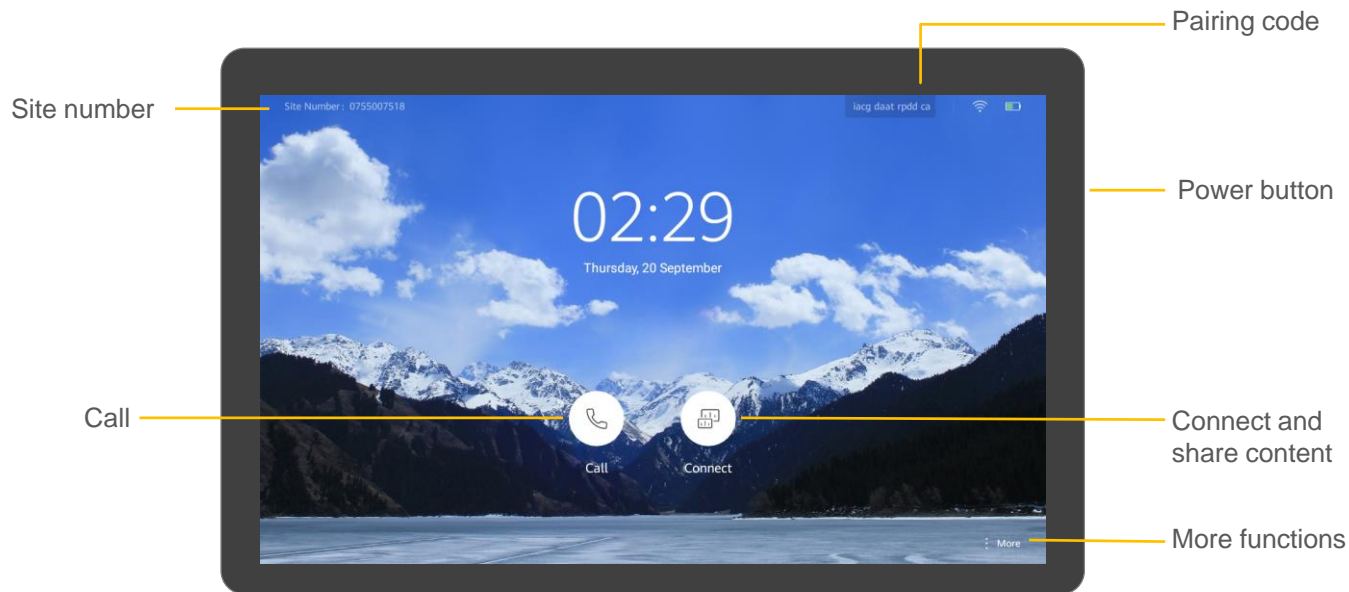 Pairing code
Site number
Site Number: 0755007518
iacg daat rpdd ca
Power button
02:29
Thursday, 20 September
Call
Connect and
share content
Call
Connect
More
More functions